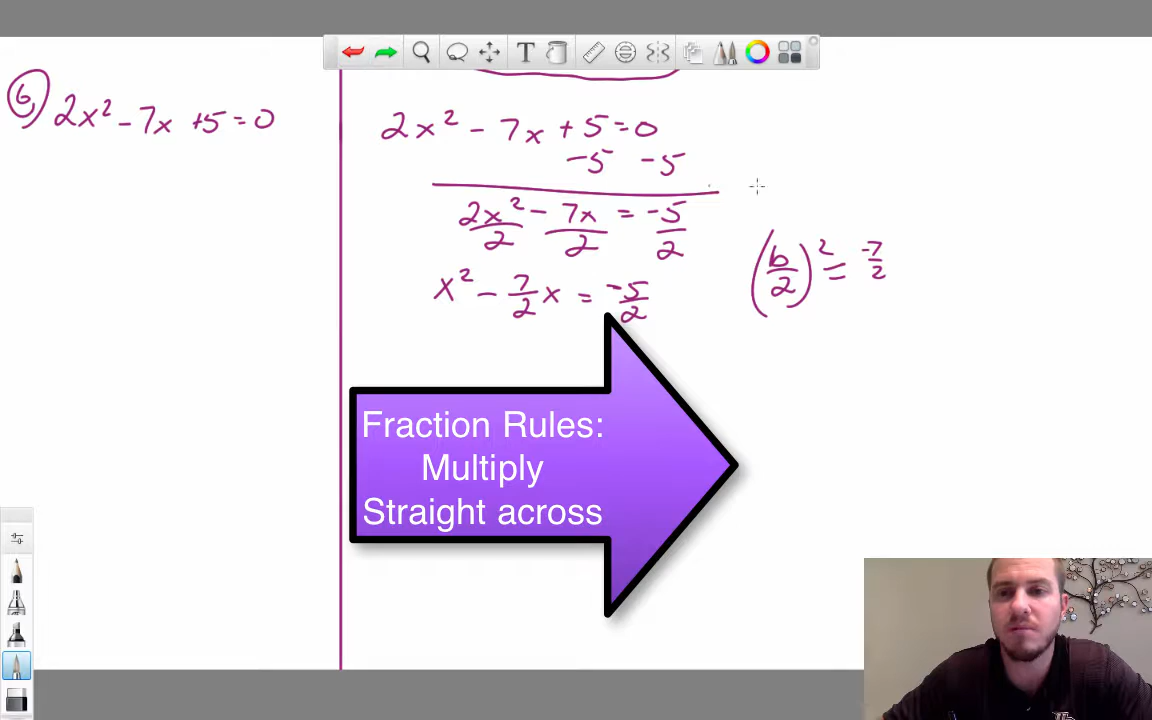 6 2x² - 7x + 5 = 0
2x² - 7x + 5 = 0
-5 -5
2x²/2 - 7x/2 = -5/2
x² - 7/2 x = -5/2
(b/2)² = -7/2
Fraction Rules:
Multiply
Straight across
T